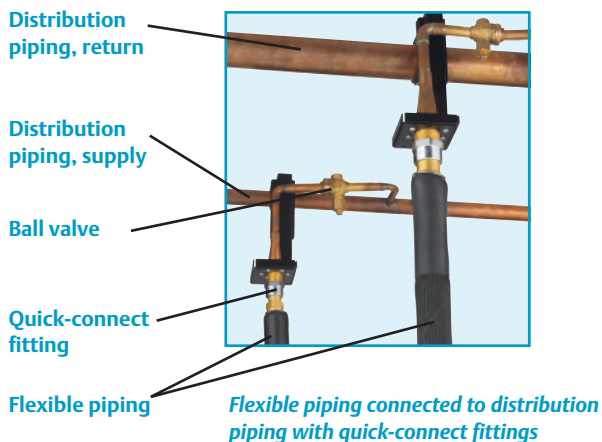 Distribution
piping, return
Distribution
piping, supply
Ball valve
Quick-connect
fitting
Flexible piping
Flexible piping connected to distribution
piping with quick-connect fittings